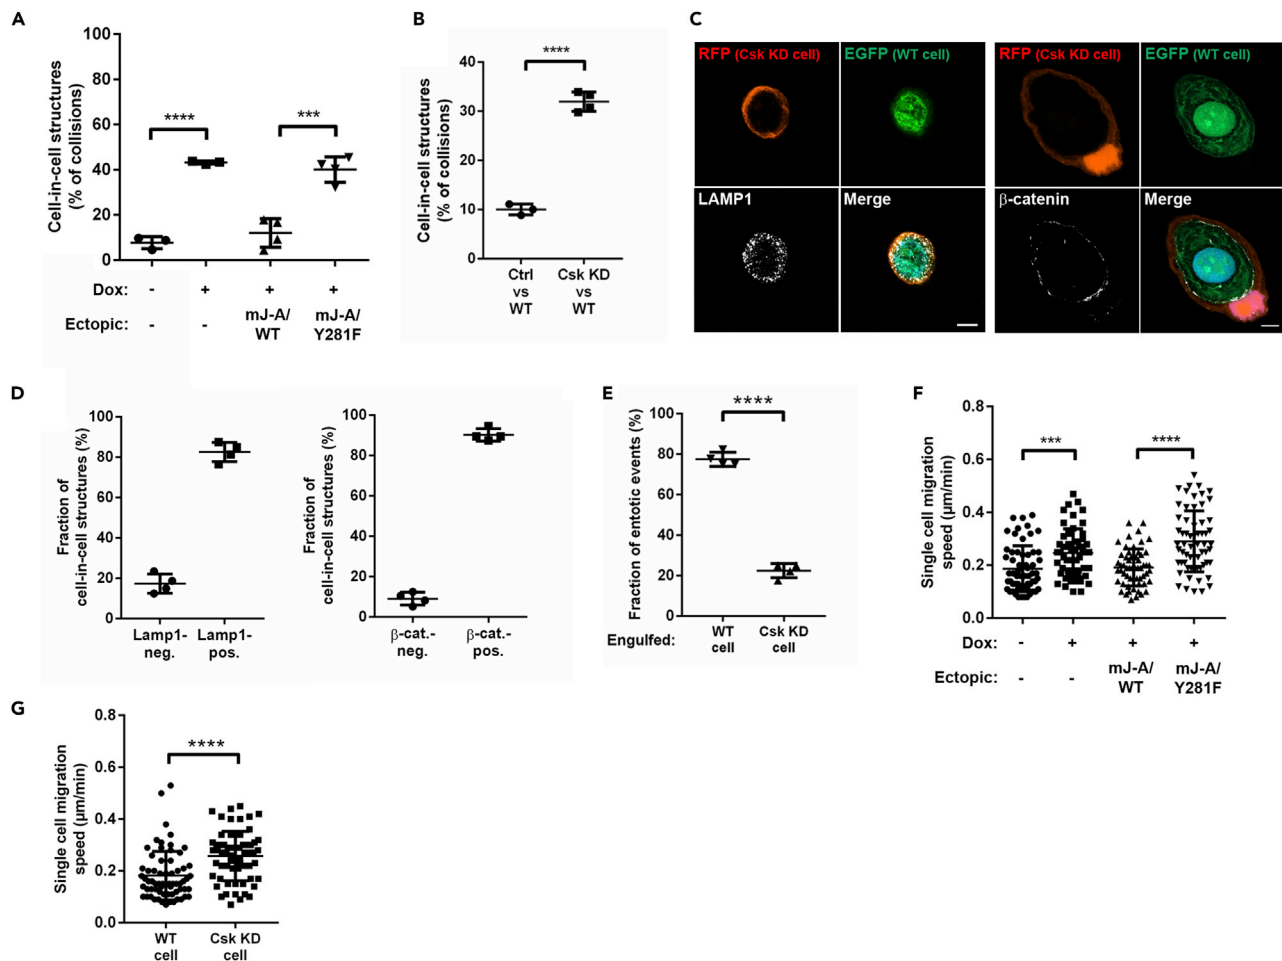 A
Cell-in-cell structures
(% of collisions)
100
80
60
40
20
0
****
***
Dox: - + + +
Ectopic: - - mJ-A/ mJ-A/
WT Y281F
B
Cell-in-cell structures
(% of collisions)
40
30
20
10
0
****
Ctrl Csk KD
vs vs
WT WT
C
RFP (Csk KD cell) EGFP (WT cell) RFP (Csk KD cell) EGFP (WT cell)
LAMP1 Merge β-catenin Merge
D
Fraction of
cell-in-cell structures (%)
100
80
60
40
20
0
Lamp1- Lamp1-
neg. pos.
Fraction of
cell-in-cell structures (%)
100
80
60
40
20
0
β-cat.- β-cat.-
neg. pos.
E
Fraction of entotic events (%)
100
80
60
40
20
0
****
Engulfed: WT Csk KD
cell cell
F
Single cell migration
speed (µm/min)
0.8
0.6
0.4
0.2
0.0
***
****
Dox: - + + +
Ectopic: - - mJ-A/ mJ-A/
WT Y281F
G
Single cell migration
speed (µm/min)
0.8
0.6
0.4
0.2
0.0
****
WT Csk KD
cell cell